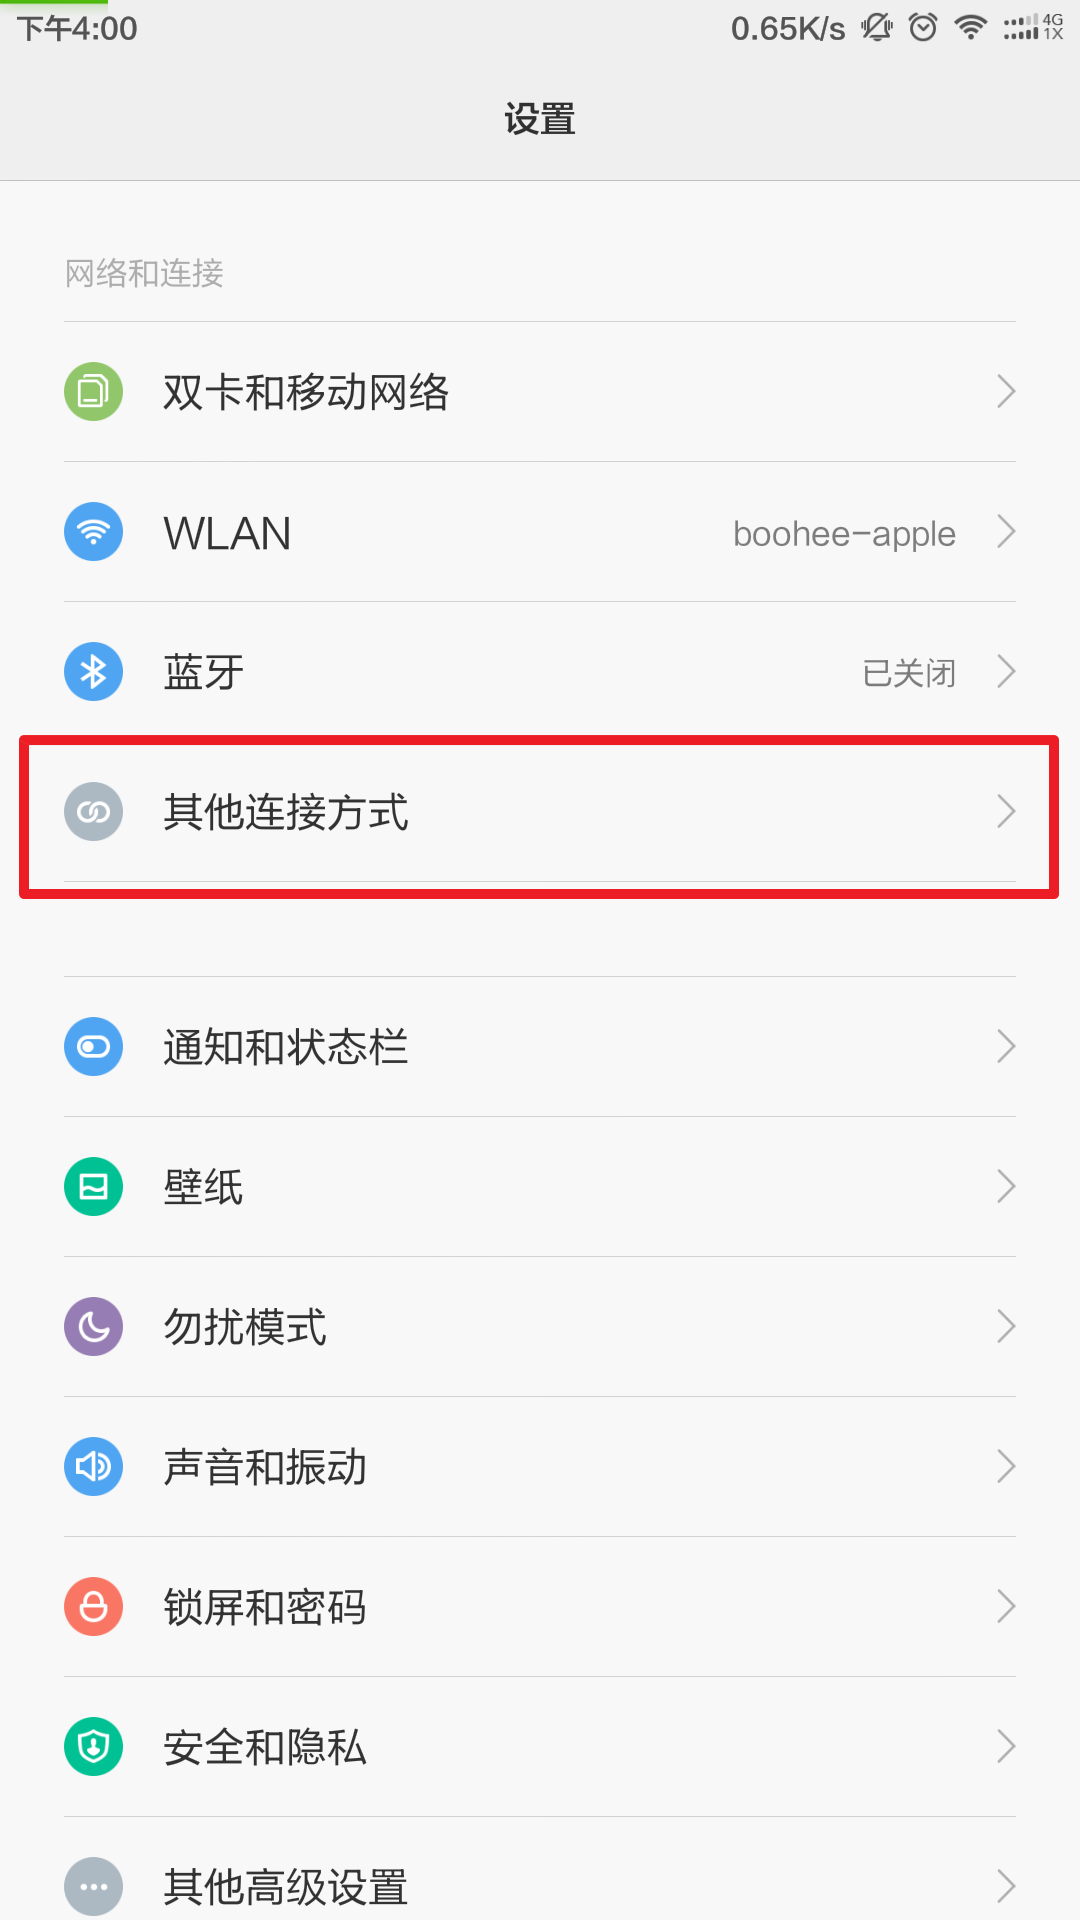 下午4:00 0.65K/s 4G 1X
设置
网络和连接
双卡和移动网络
WLAN boohee-apple
蓝牙 已关闭
其他连接方式
通知和状态栏
壁纸
勿扰模式
声音和振动
锁屏和密码
安全和隐私
其他高级设置